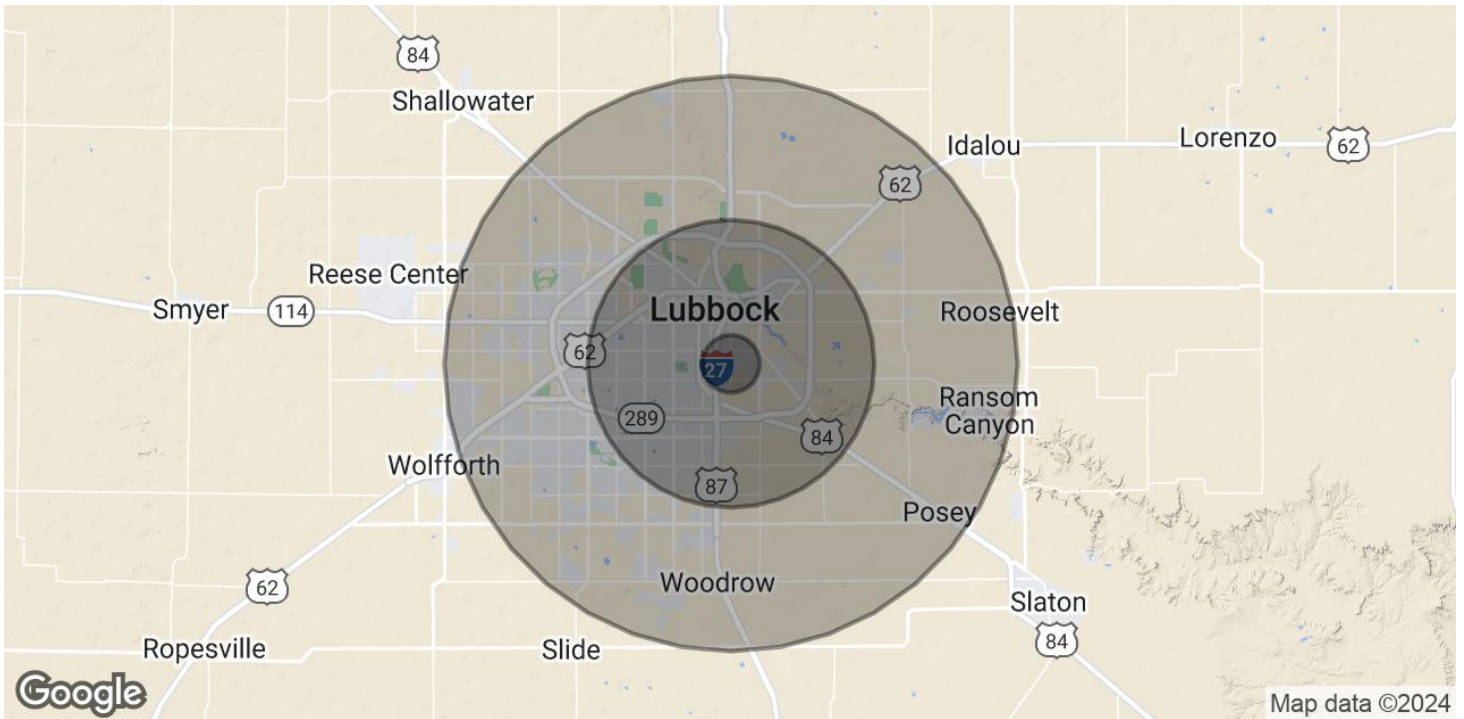 84
Shallowater
Idalou
Lorenzo
62
62
Reese Center
Smyer
114
Lubbock
Roosevelt
62
27
289
Ransom
Canyon
84
Wolfforth
87
Posey
62
Woodrow
Slaton
84
Ropesville
Slide
Google
Map data ©2024